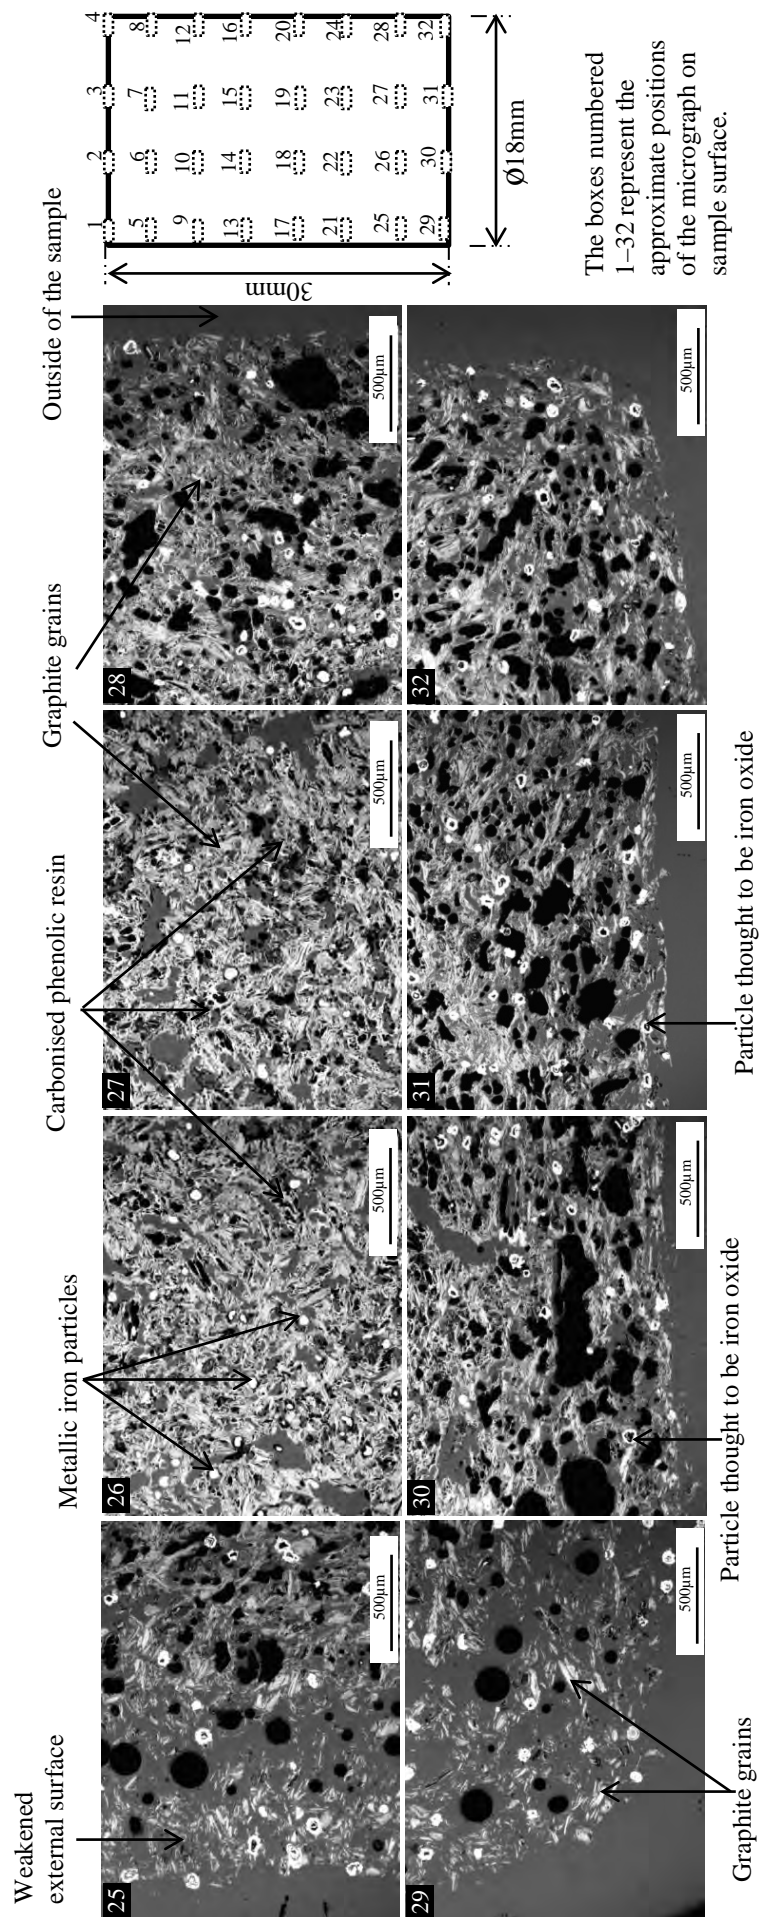 Weakened
external surface
Metallic iron particles
Carbonised phenolic resin
Graphite grains
Outside of the sample
25
500μm
26
500μm
27
500μm
28
500μm
29
500μm
30
500μm
31
500μm
32
500μm
Graphite grains
Particle thought to be iron oxide
Particle thought to be iron oxide
1
2
3
4
5
6
7
8
9
10
11
12
13
14
15
16
17
18
19
20
21
22
23
24
25
26
27
28
29
30
31
32
30mm
Ø18mm
The boxes numbered
1–32 represent the
approximate positions
of the micrograph on
sample surface.